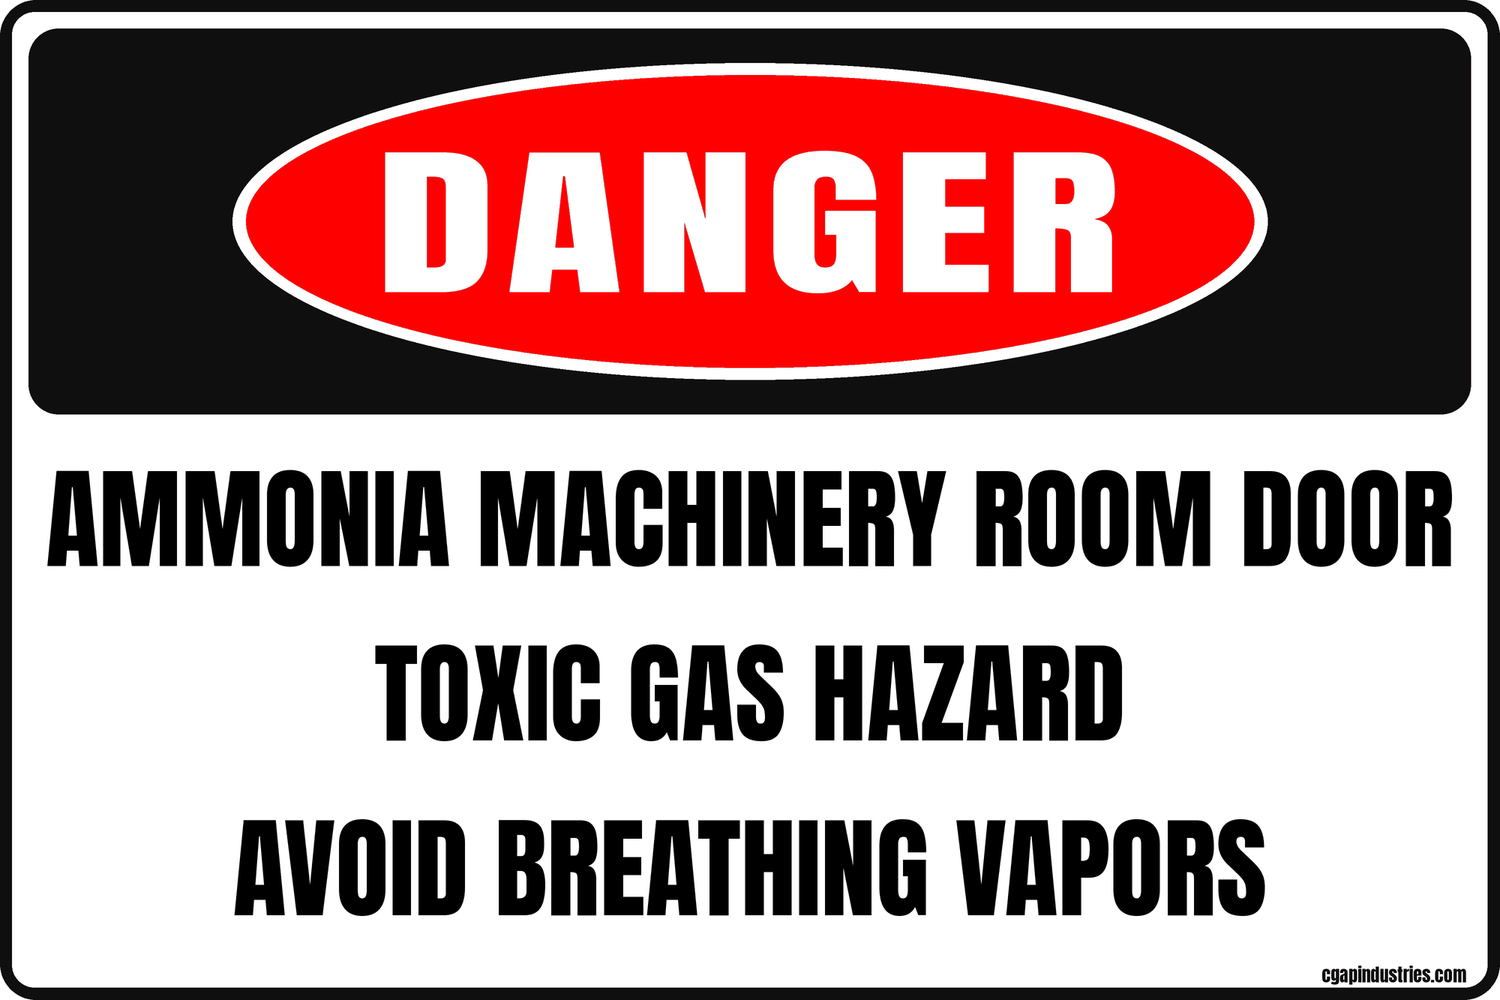 DANGER
AMMONIA MACHINERY ROOM DOOR
TOXIC GAS HAZARD
AVOID BREATHING VAPORS
cgapindustries.com